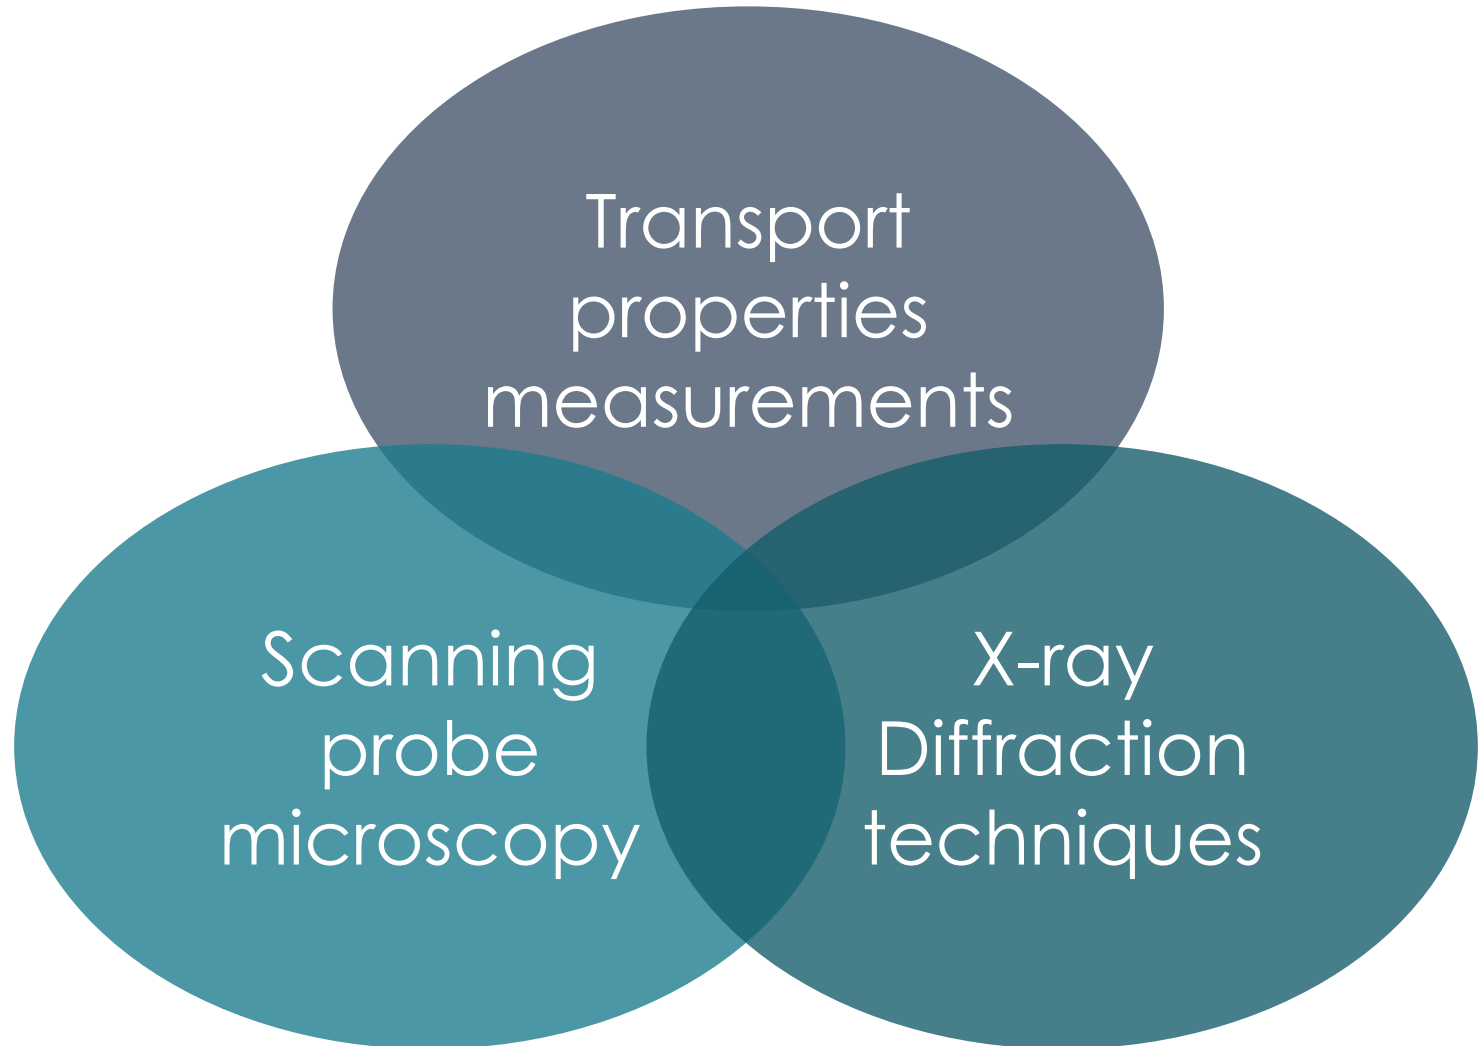 Transport
properties
measurements
Scanning
probe
microscopy
X-ray
Diffraction
techniques